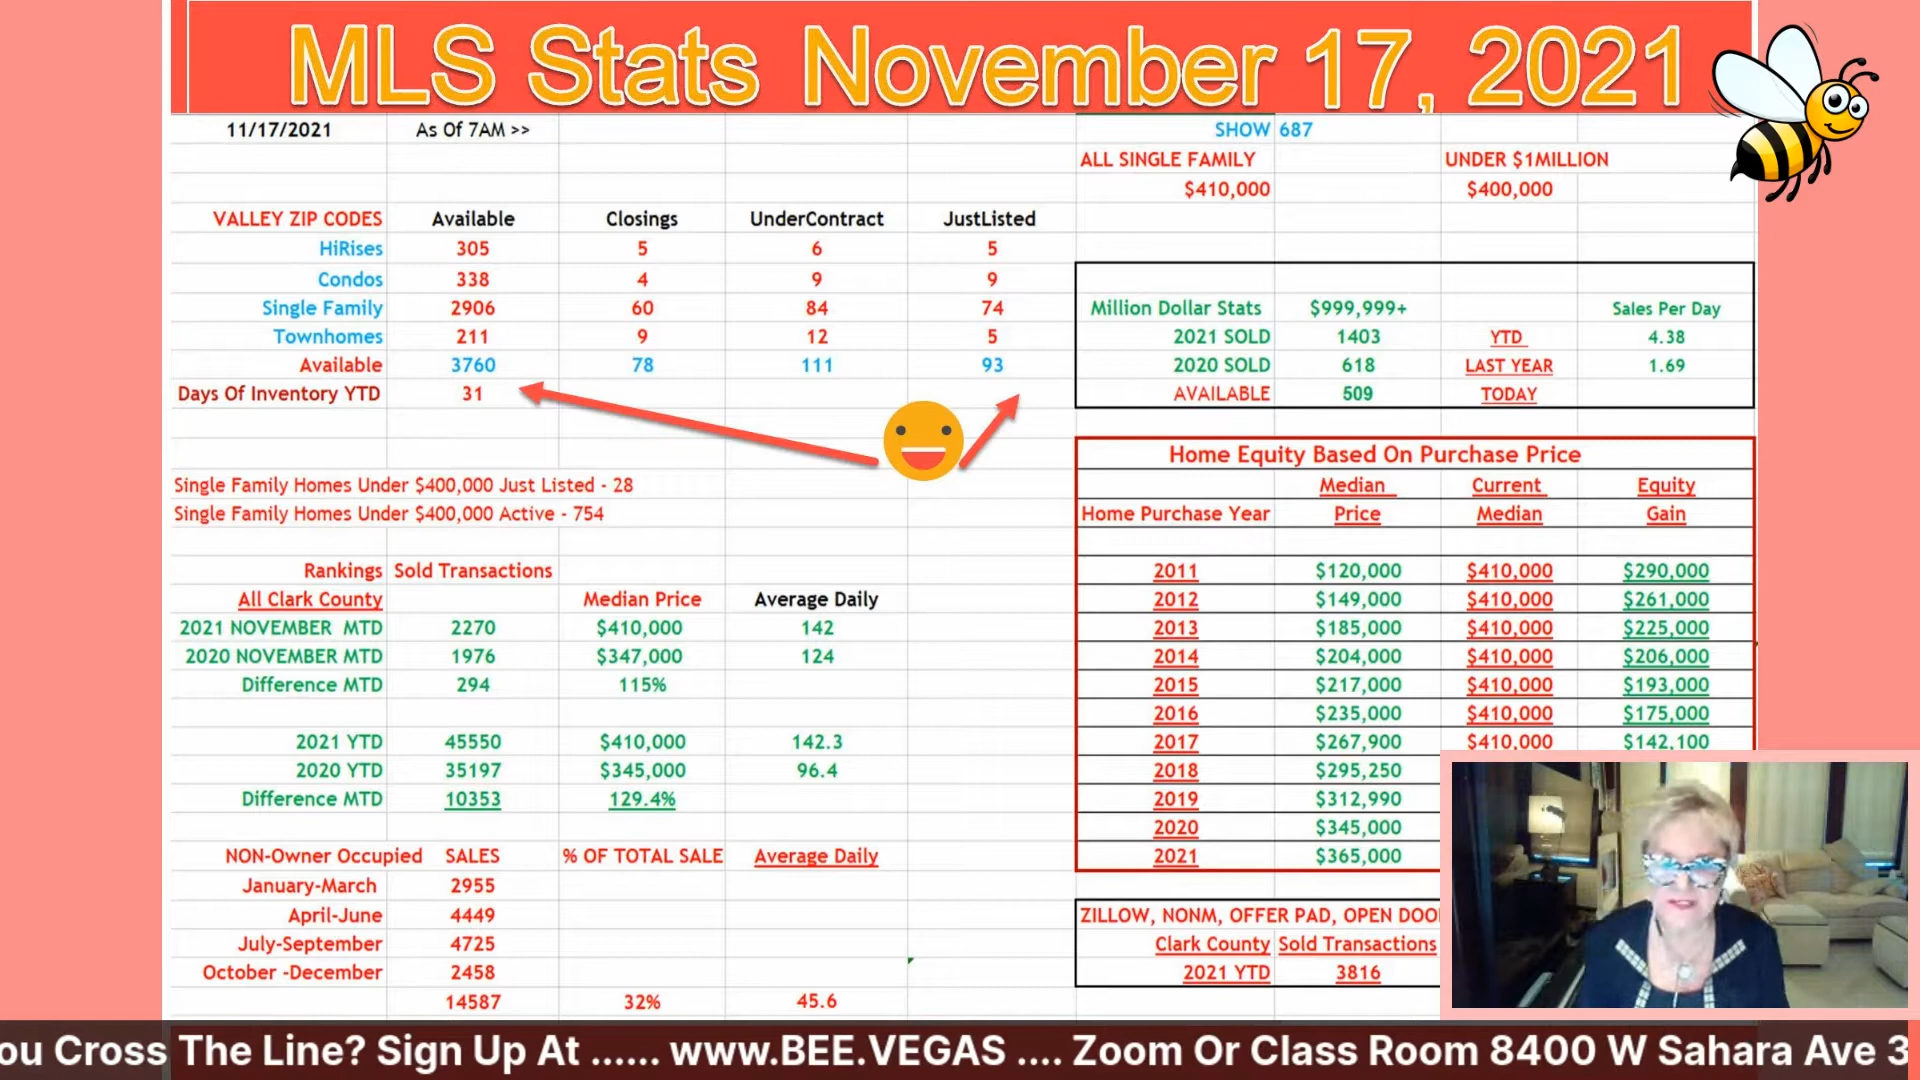 MLS Stats November 17, 2021
11/17/2021 As Of 7AM >> SHOW 687
ALL SINGLE FAMILY UNDER $1MILLION
$410,000 $400,000
VALLEY ZIP CODES Available Closings UnderContract JustListed
HiRises 305 5 6 5
Condos 338 4 9 9
Single Family 2906 60 84 74
Townhomes 211 9 12 5
Available 3760 78 111 93
Days Of Inventory YTD 31
Million Dollar Stats $999,999+ Sales Per Day
2021 SOLD 1403 YTD 4.38
2020 SOLD 618 LAST YEAR 1.69
AVAILABLE 509 TODAY
Single Family Homes Under $400,000 Just Listed - 28
Single Family Homes Under $400,000 Active - 754
Rankings Sold Transactions
All Clark County Median Price Average Daily
2021 NOVEMBER MTD 2270 $410,000 142
2020 NOVEMBER MTD 1976 $347,000 124
Difference MTD 294 115%
2021 YTD 45550 $410,000 142.3
2020 YTD 35197 $345,000 96.4
Difference MTD 10353 129.4%
NON-Owner Occupied SALES % OF TOTAL SALE Average Daily
January-March 2955
April-June 4449
July-September 4725
October -December 2458
14587 32% 45.6
Home Equity Based On Purchase Price
Median Current Equity
Home Purchase Year Price Median Gain
2011 $120,000 $410,000 $290,000
2012 $149,000 $410,000 $261,000
2013 $185,000 $410,000 $225,000
2014 $204,000 $410,000 $206,000
2015 $217,000 $410,000 $193,000
2016 $235,000 $410,000 $175,000
2017 $267,900 $410,000 $142,100
2018 $295,250
2019 $312,990
2020 $345,000
2021 $365,000
ZILLOW, NONM, OFFER PAD, OPEN DOO
Clark County Sold Transactions
2021 YTD 3816
ou Cross The Line? Sign Up At ...... www.BEE.VEGAS .... Zoom Or Class Room 8400 W Sahara Ave 3